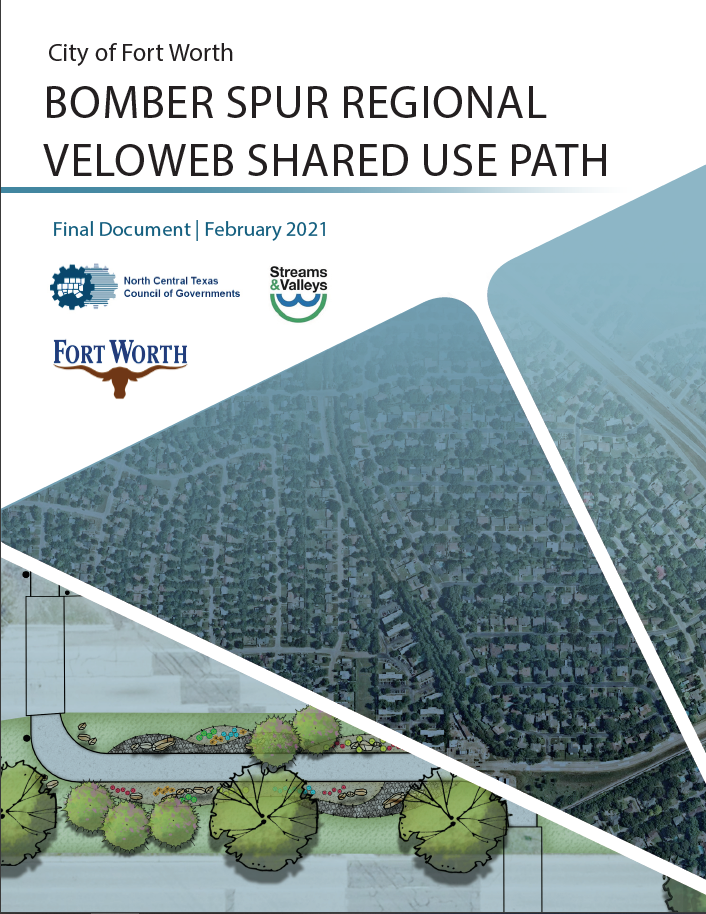 City of Fort Worth
BOMBER SPUR REGIONAL
VELOWEB SHARED USE PATH
Final Document | February 2021
North Central Texas
Council of Governments
Streams
&Valleys
FORT WORTH